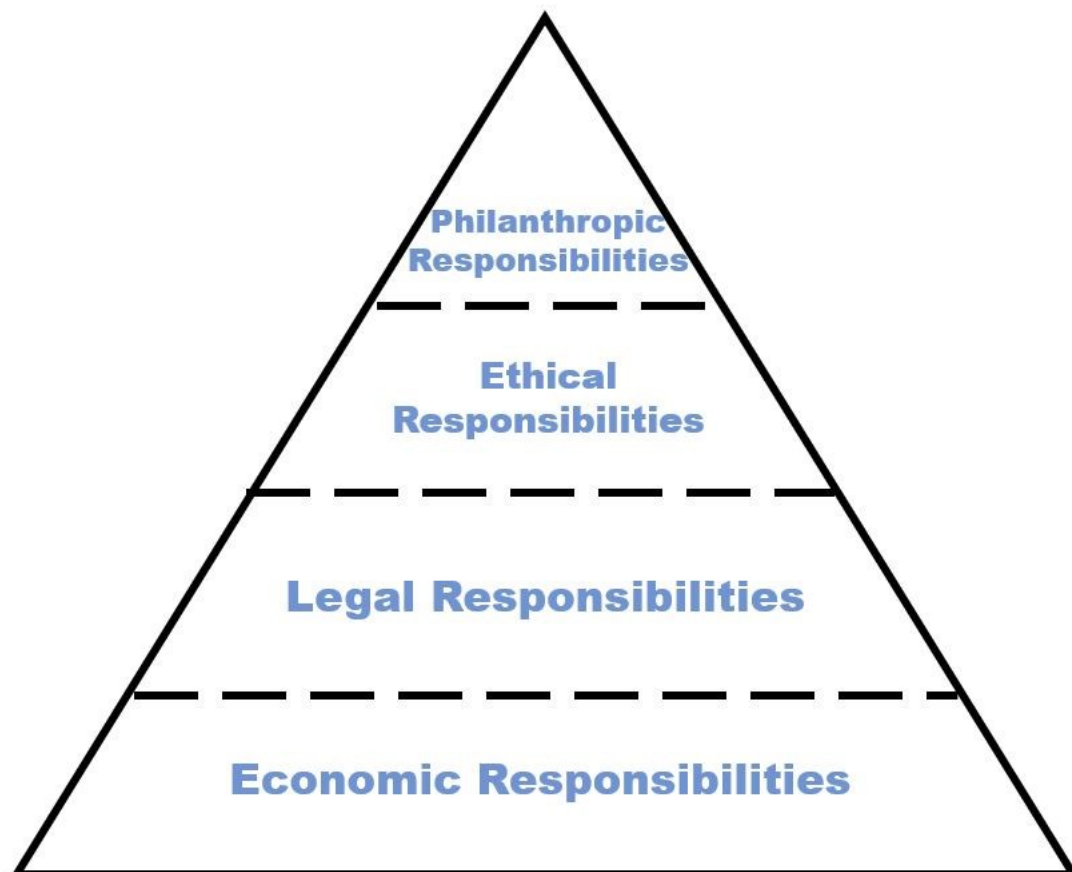 Philanthropic
Responsibilities
Ethical
Responsibilities
Legal Responsibilities
Economic Responsibilities